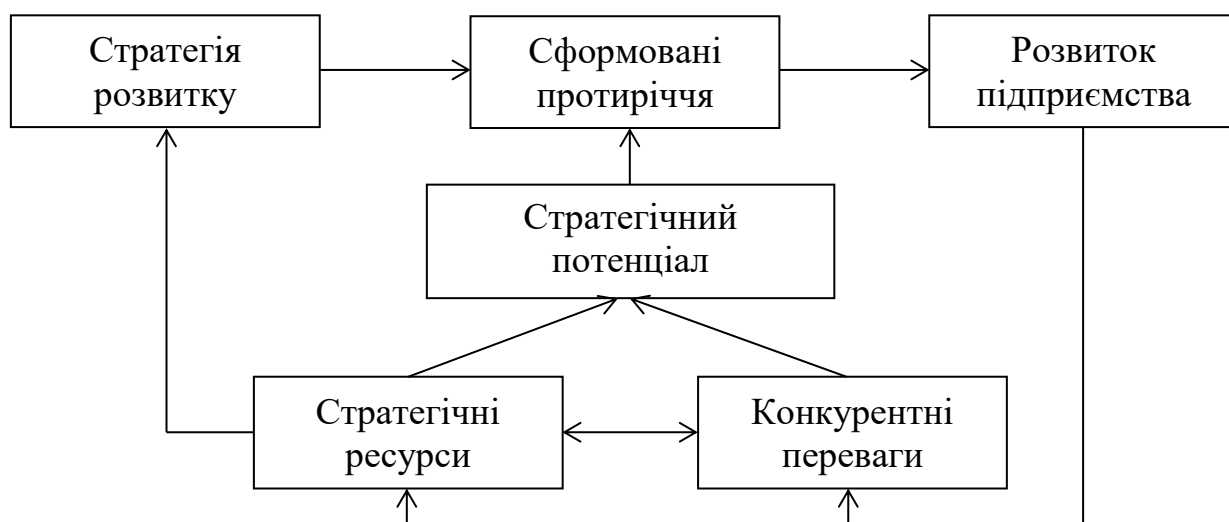 Стратегія
розвитку
Сформовані
протиріччя
Розвиток
підприємства
Стратегічний
потенціал
Стратегічні
ресурси
Конкурентні
переваги